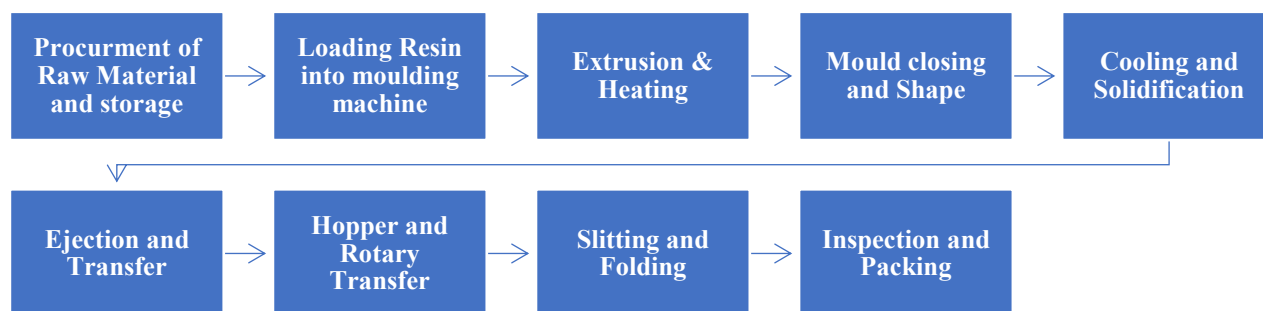 Procurment of
Raw Material
and storage
Loading Resin
into moulding
machine
Extrusion &
Heating
Mould closing
and Shape
Cooling and
Solidification
Ejection and
Transfer
Hopper and
Rotary
Transfer
Slitting and
Folding
Inspection and
Packing